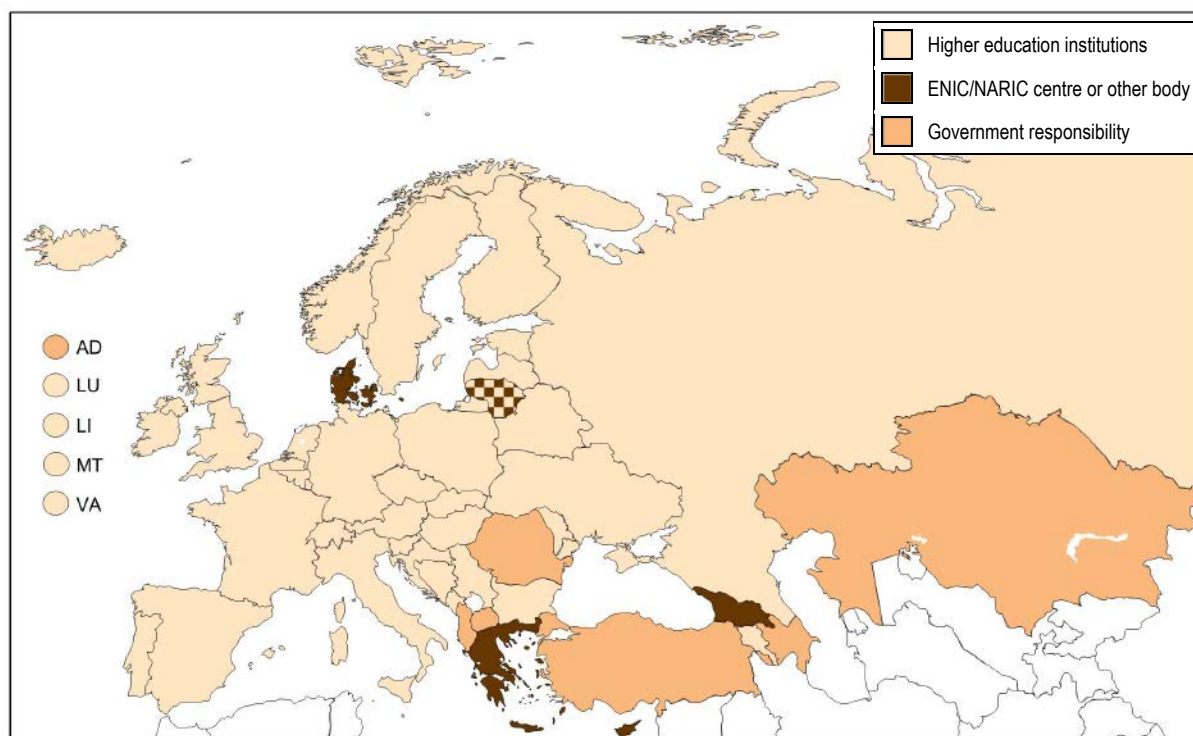 Higher education institutions
ENIC/NARIC centre or other body
Government responsibility
AD
LU
LI
MT
VA